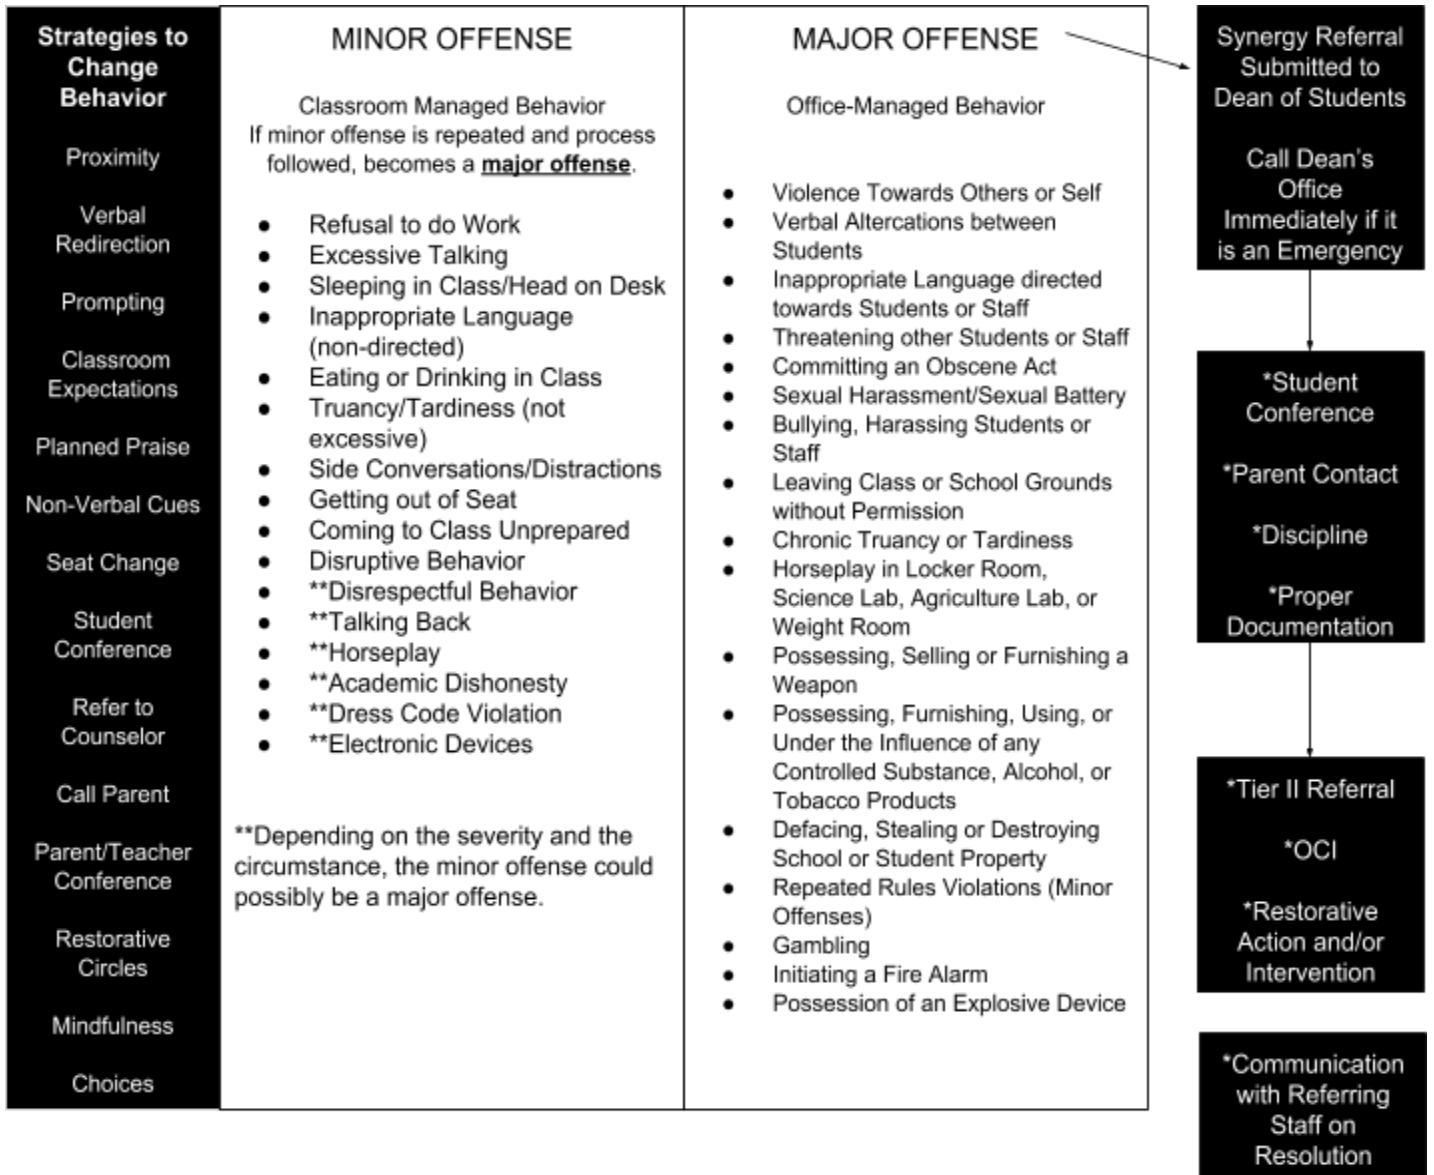 Strategies to
Change
Behavior
Proximity
Verbal
Redirection
Prompting
Classroom
Expectations
Planned Praise
Non-Verbal Cues
Seat Change
Student
Conference
Refer to
Counselor
Call Parent
Parent/Teacher
Conference
Restorative
Circles
Mindfulness
Choices
MINOR OFFENSE
Classroom Managed Behavior
If minor offense is repeated and process
followed, becomes a major offense.
● Refusal to do Work
● Excessive Talking
● Sleeping in Class/Head on Desk
● Inappropriate Language
(non-directed)
● Eating or Drinking in Class
● Truancy/Tardiness (not
excessive)
● Side Conversations/Distractions
● Getting out of Seat
● Coming to Class Unprepared
● Disruptive Behavior
● **Disrespectful Behavior
● **Talking Back
● **Horseplay
● **Academic Dishonesty
● **Dress Code Violation
● **Electronic Devices
**Depending on the severity and the
circumstance, the minor offense could
possibly be a major offense.
MAJOR OFFENSE
Office-Managed Behavior
● Violence Towards Others or Self
● Verbal Altercations between
Students
● Inappropriate Language directed
towards Students or Staff
● Threatening other Students or Staff
● Committing an Obscene Act
● Sexual Harassment/Sexual Battery
● Bullying, Harassing Students or
Staff
● Leaving Class or School Grounds
without Permission
● Chronic Truancy or Tardiness
● Horseplay in Locker Room,
Science Lab, Agriculture Lab, or
Weight Room
● Possessing, Selling or Furnishing a
Weapon
● Possessing, Furnishing, Using, or
Under the Influence of any
Controlled Substance, Alcohol, or
Tobacco Products
● Defacing, Stealing or Destroying
School or Student Property
● Repeated Rules Violations (Minor
Offenses)
● Gambling
● Initiating a Fire Alarm
● Possession of an Explosive Device
Synergy Referral
Submitted to
Dean of Students
Call Dean's
Office
Immediately if it
is an Emergency
*Student
Conference
*Parent Contact
*Discipline
*Proper
Documentation
*Tier II Referral
*OCI
*Restorative
Action and/or
Intervention
*Communication
with Referring
Staff on
Resolution